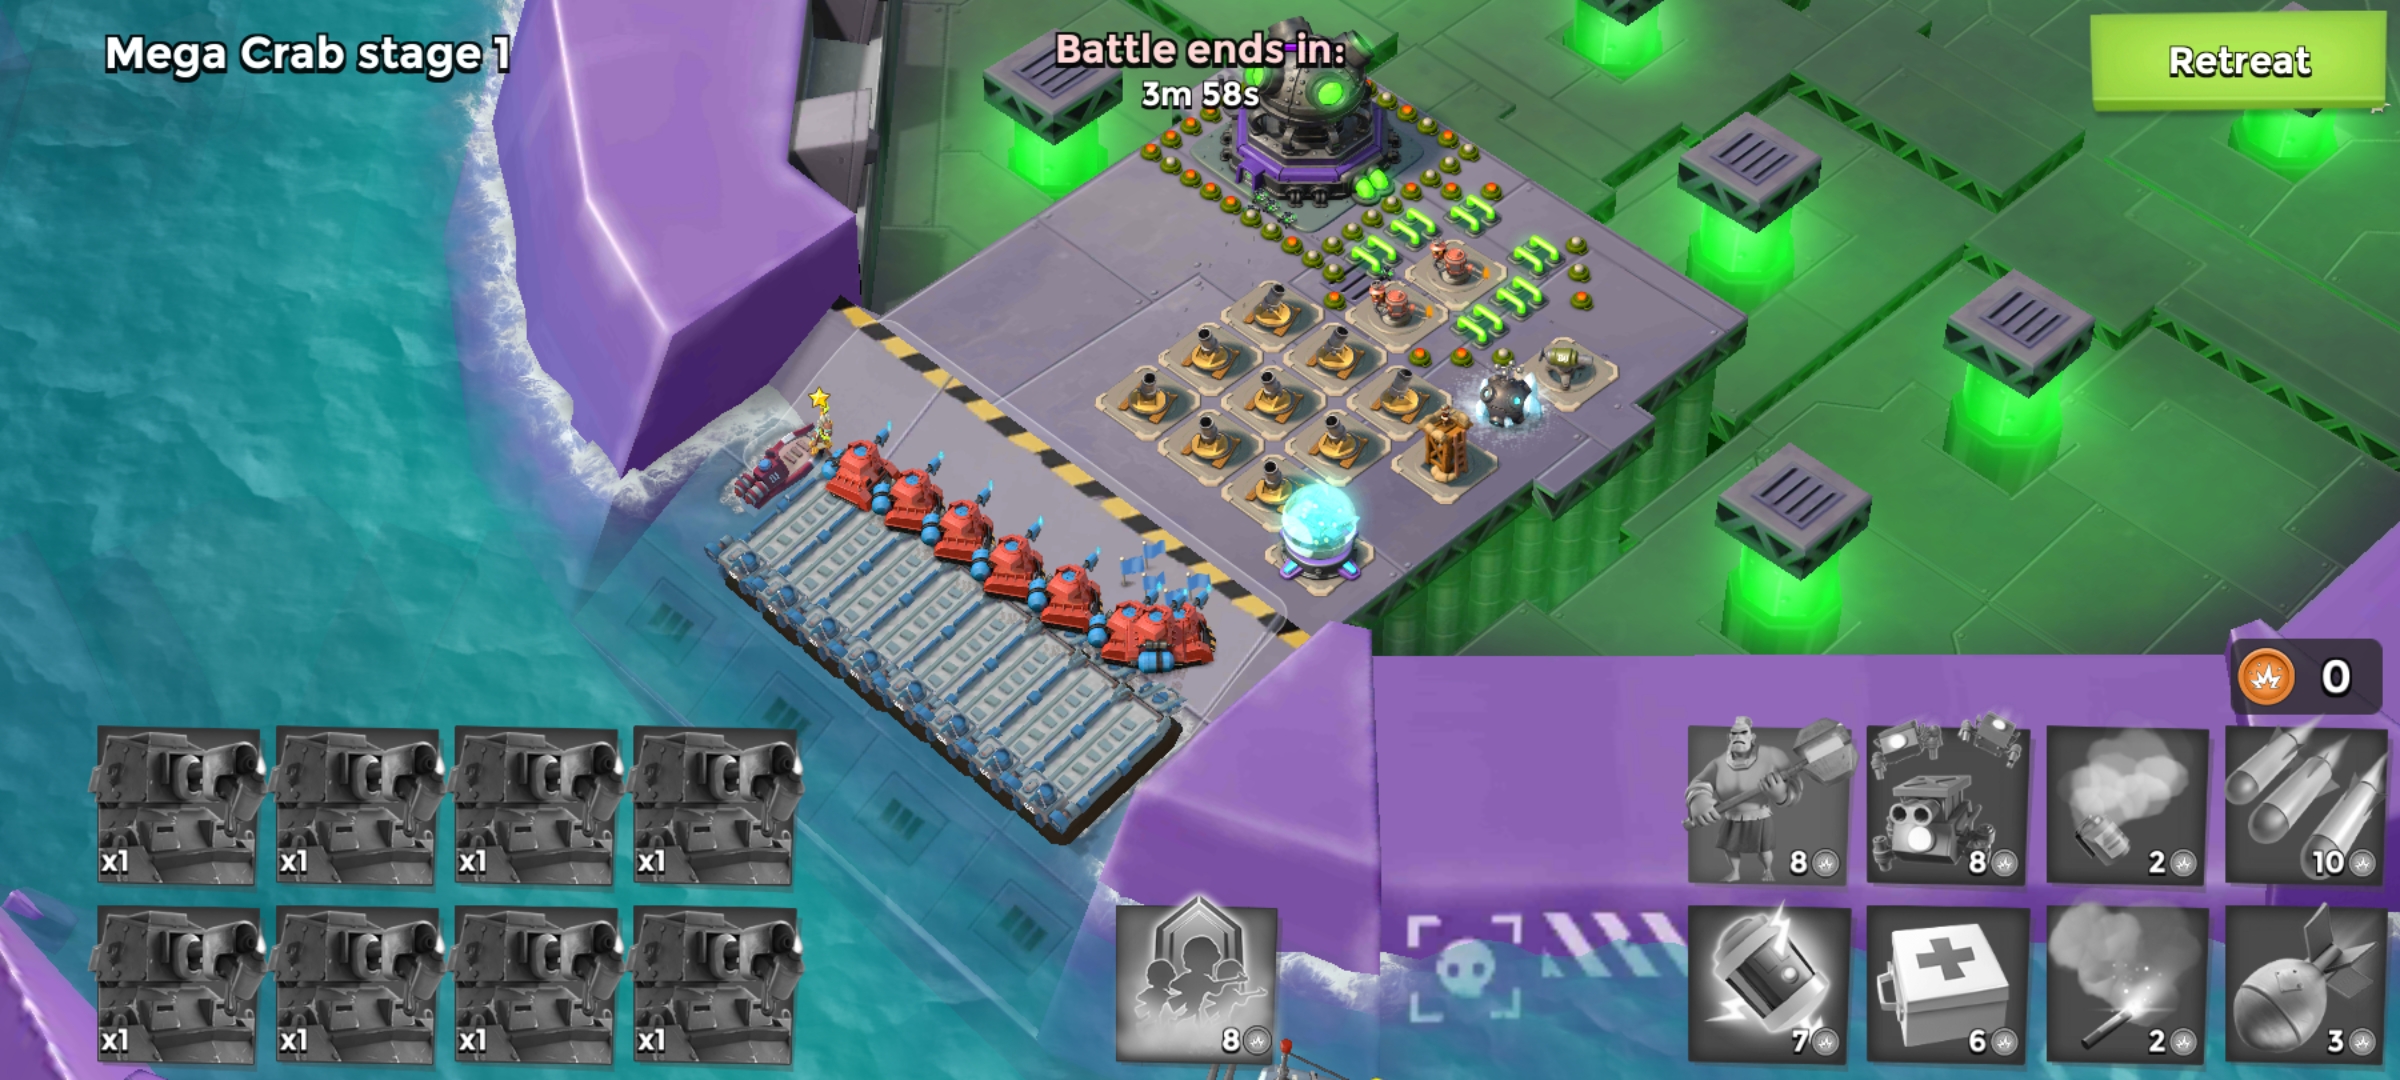 Mega Crab stage 1
Battle ends in:
3m 58s
Retreat
0
x1
x1
x1
x1
8
8
2
10
x1
x1
x1
x1
8
7
6
2
3